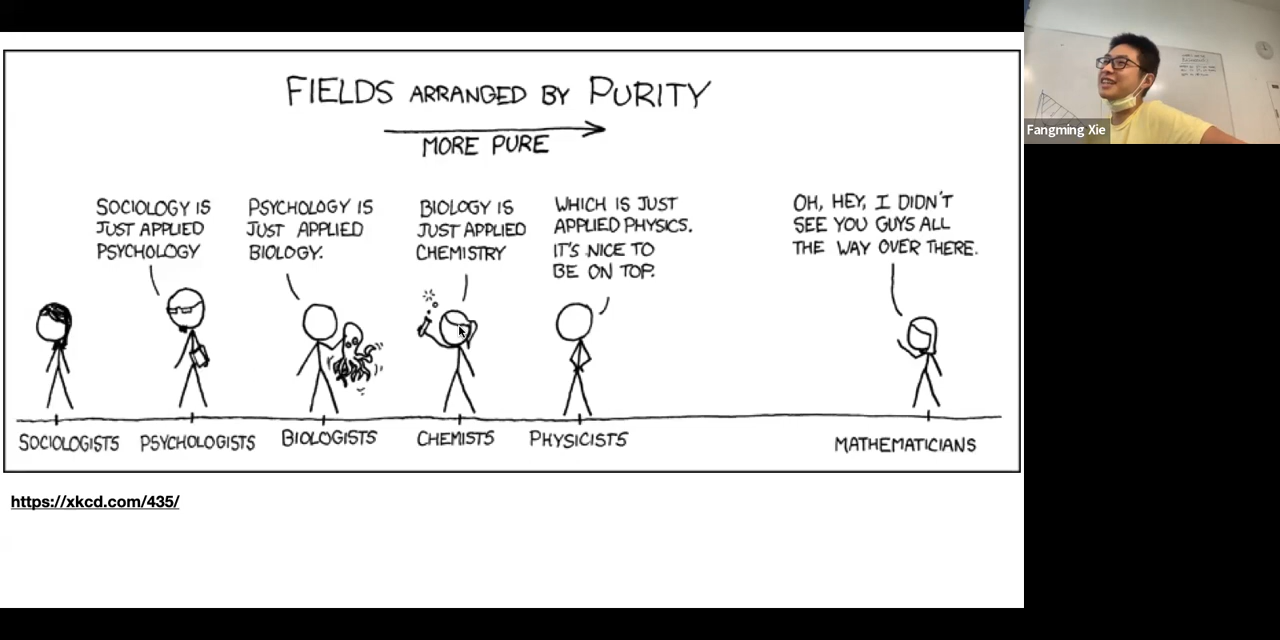 FIELDS ARRANGED BY PURITY
MORE PURE
SOCIOLOGY IS
JUST APPLIED
PSYCHOLOGY
PSYCHOLOGY IS
JUST APPLIED
BIOLOGY.
BIOLOGY IS
JUST APPLIED
CHEMISTRY
WHICH IS JUST
APPLIED PHYSICS.
IT'S NICE TO
BE ON TOP.
OH, HEY, I DIDN'T
SEE YOU GUYS ALL
THE WAY OVER THERE.
SOCIOLOGISTS
PSYCHOLOGISTS
BIOLOGISTS
CHEMISTS
PHYSICISTS
MATHEMATICIANS
https://xkcd.com/435/
Fangming Xie